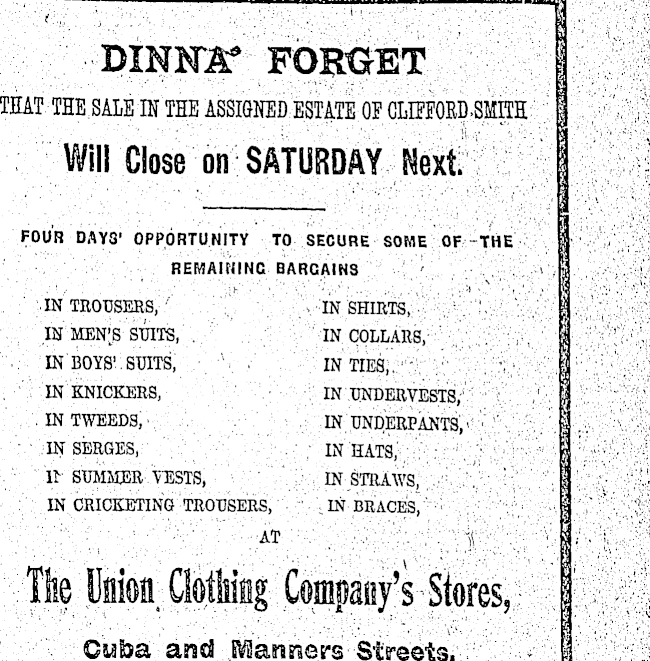 DINNA' FORGET
THAT THE SALE IN THE ASSIGNED ESTATE OF CLIFFORD SMITH
Will Close on SATURDAY Next.
FOUR DAYS' OPPORTUNITY TO SECURE SOME OF THE
REMAINING BARGAINS
IN TROUSERS,
IN MEN'S SUITS,
IN BOYS' SUITS,
IN KNICKERS,
IN TWEEDS,
IN SERGES,
IN SUMMER VESTS,
IN CRICKETING TROUSERS,
IN SHIRTS,
IN COLLARS,
IN TIES,
IN UNDERVESTS,
IN UNDERPANTS,
IN HATS,
IN STRAWS,
IN BRACES,
AT
The Union Clothing Company's Stores,
Cuba and Manners Streets.